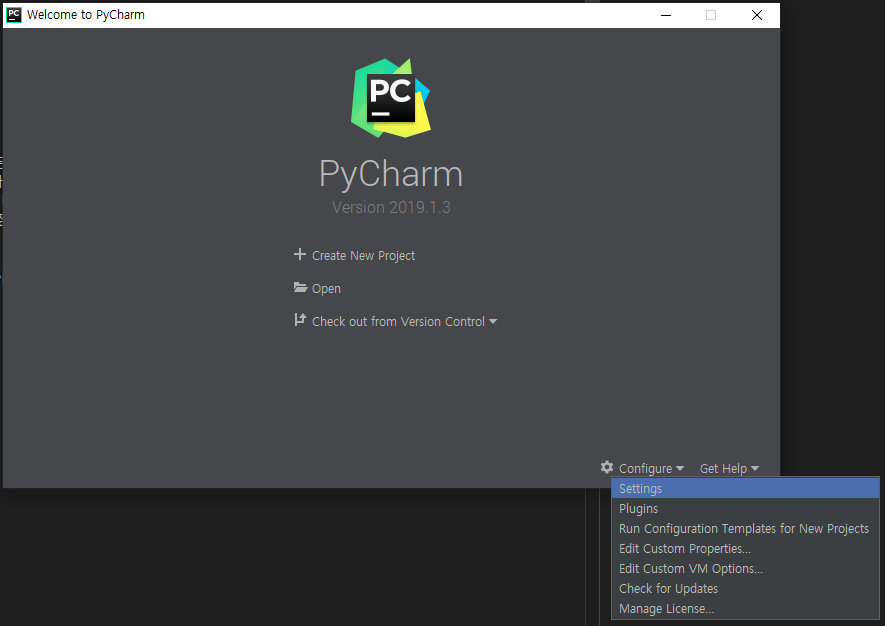 PC Welcome to PyCharm
PC
PyCharm
Version 2019.1.3
Create New Project
Open
Check out from Version Control
Configure
Get Help
Settings
Plugins
Run Configuration Templates for New Projects
Edit Custom Properties...
Edit Custom VM Options...
Check for Updates
Manage License...